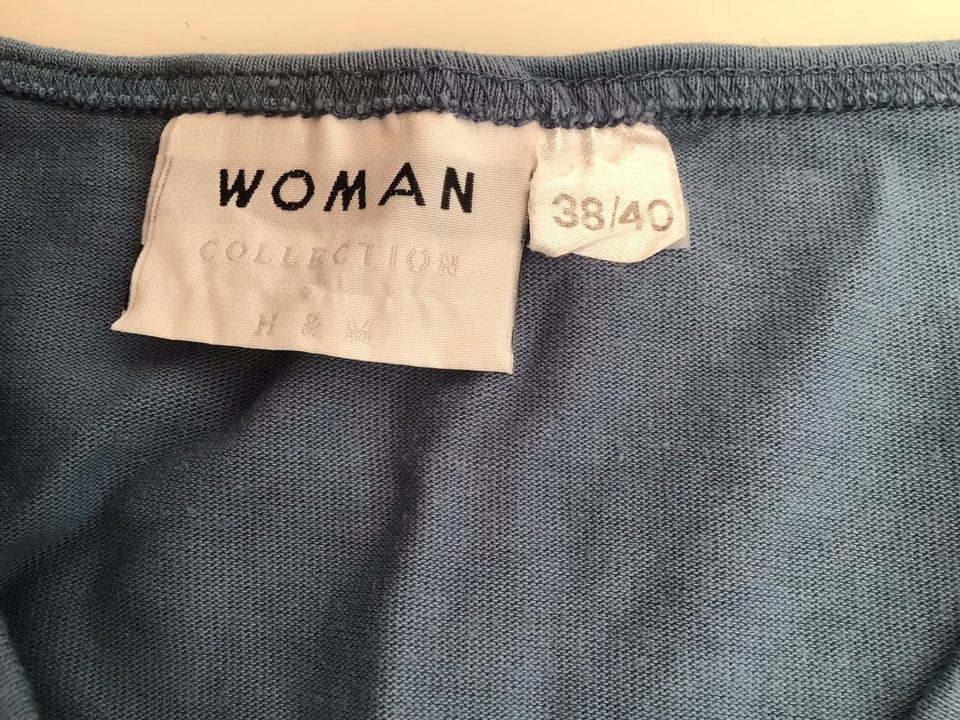 WOMAN
COLLECTION
H & M
38/40